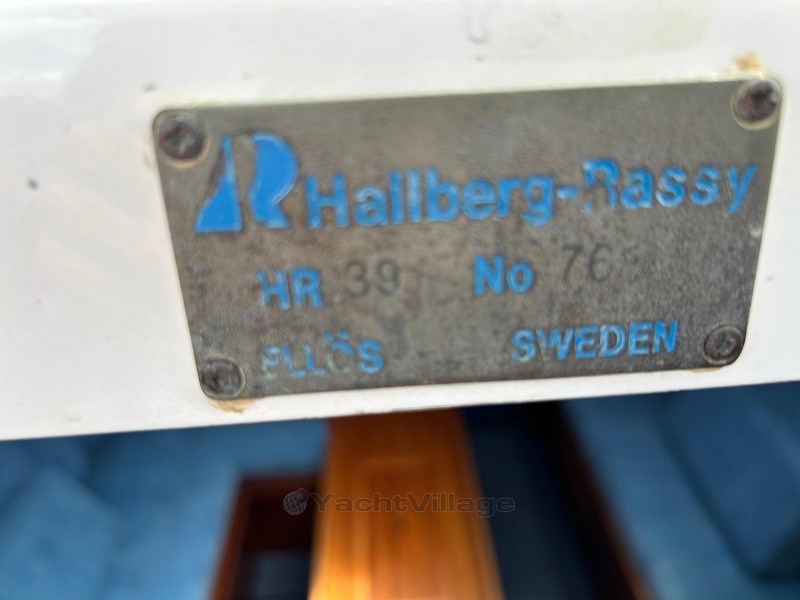 Hallberg-Rassy
HR 39 No 76
ELLÖS SWEDEN
YachtVillage